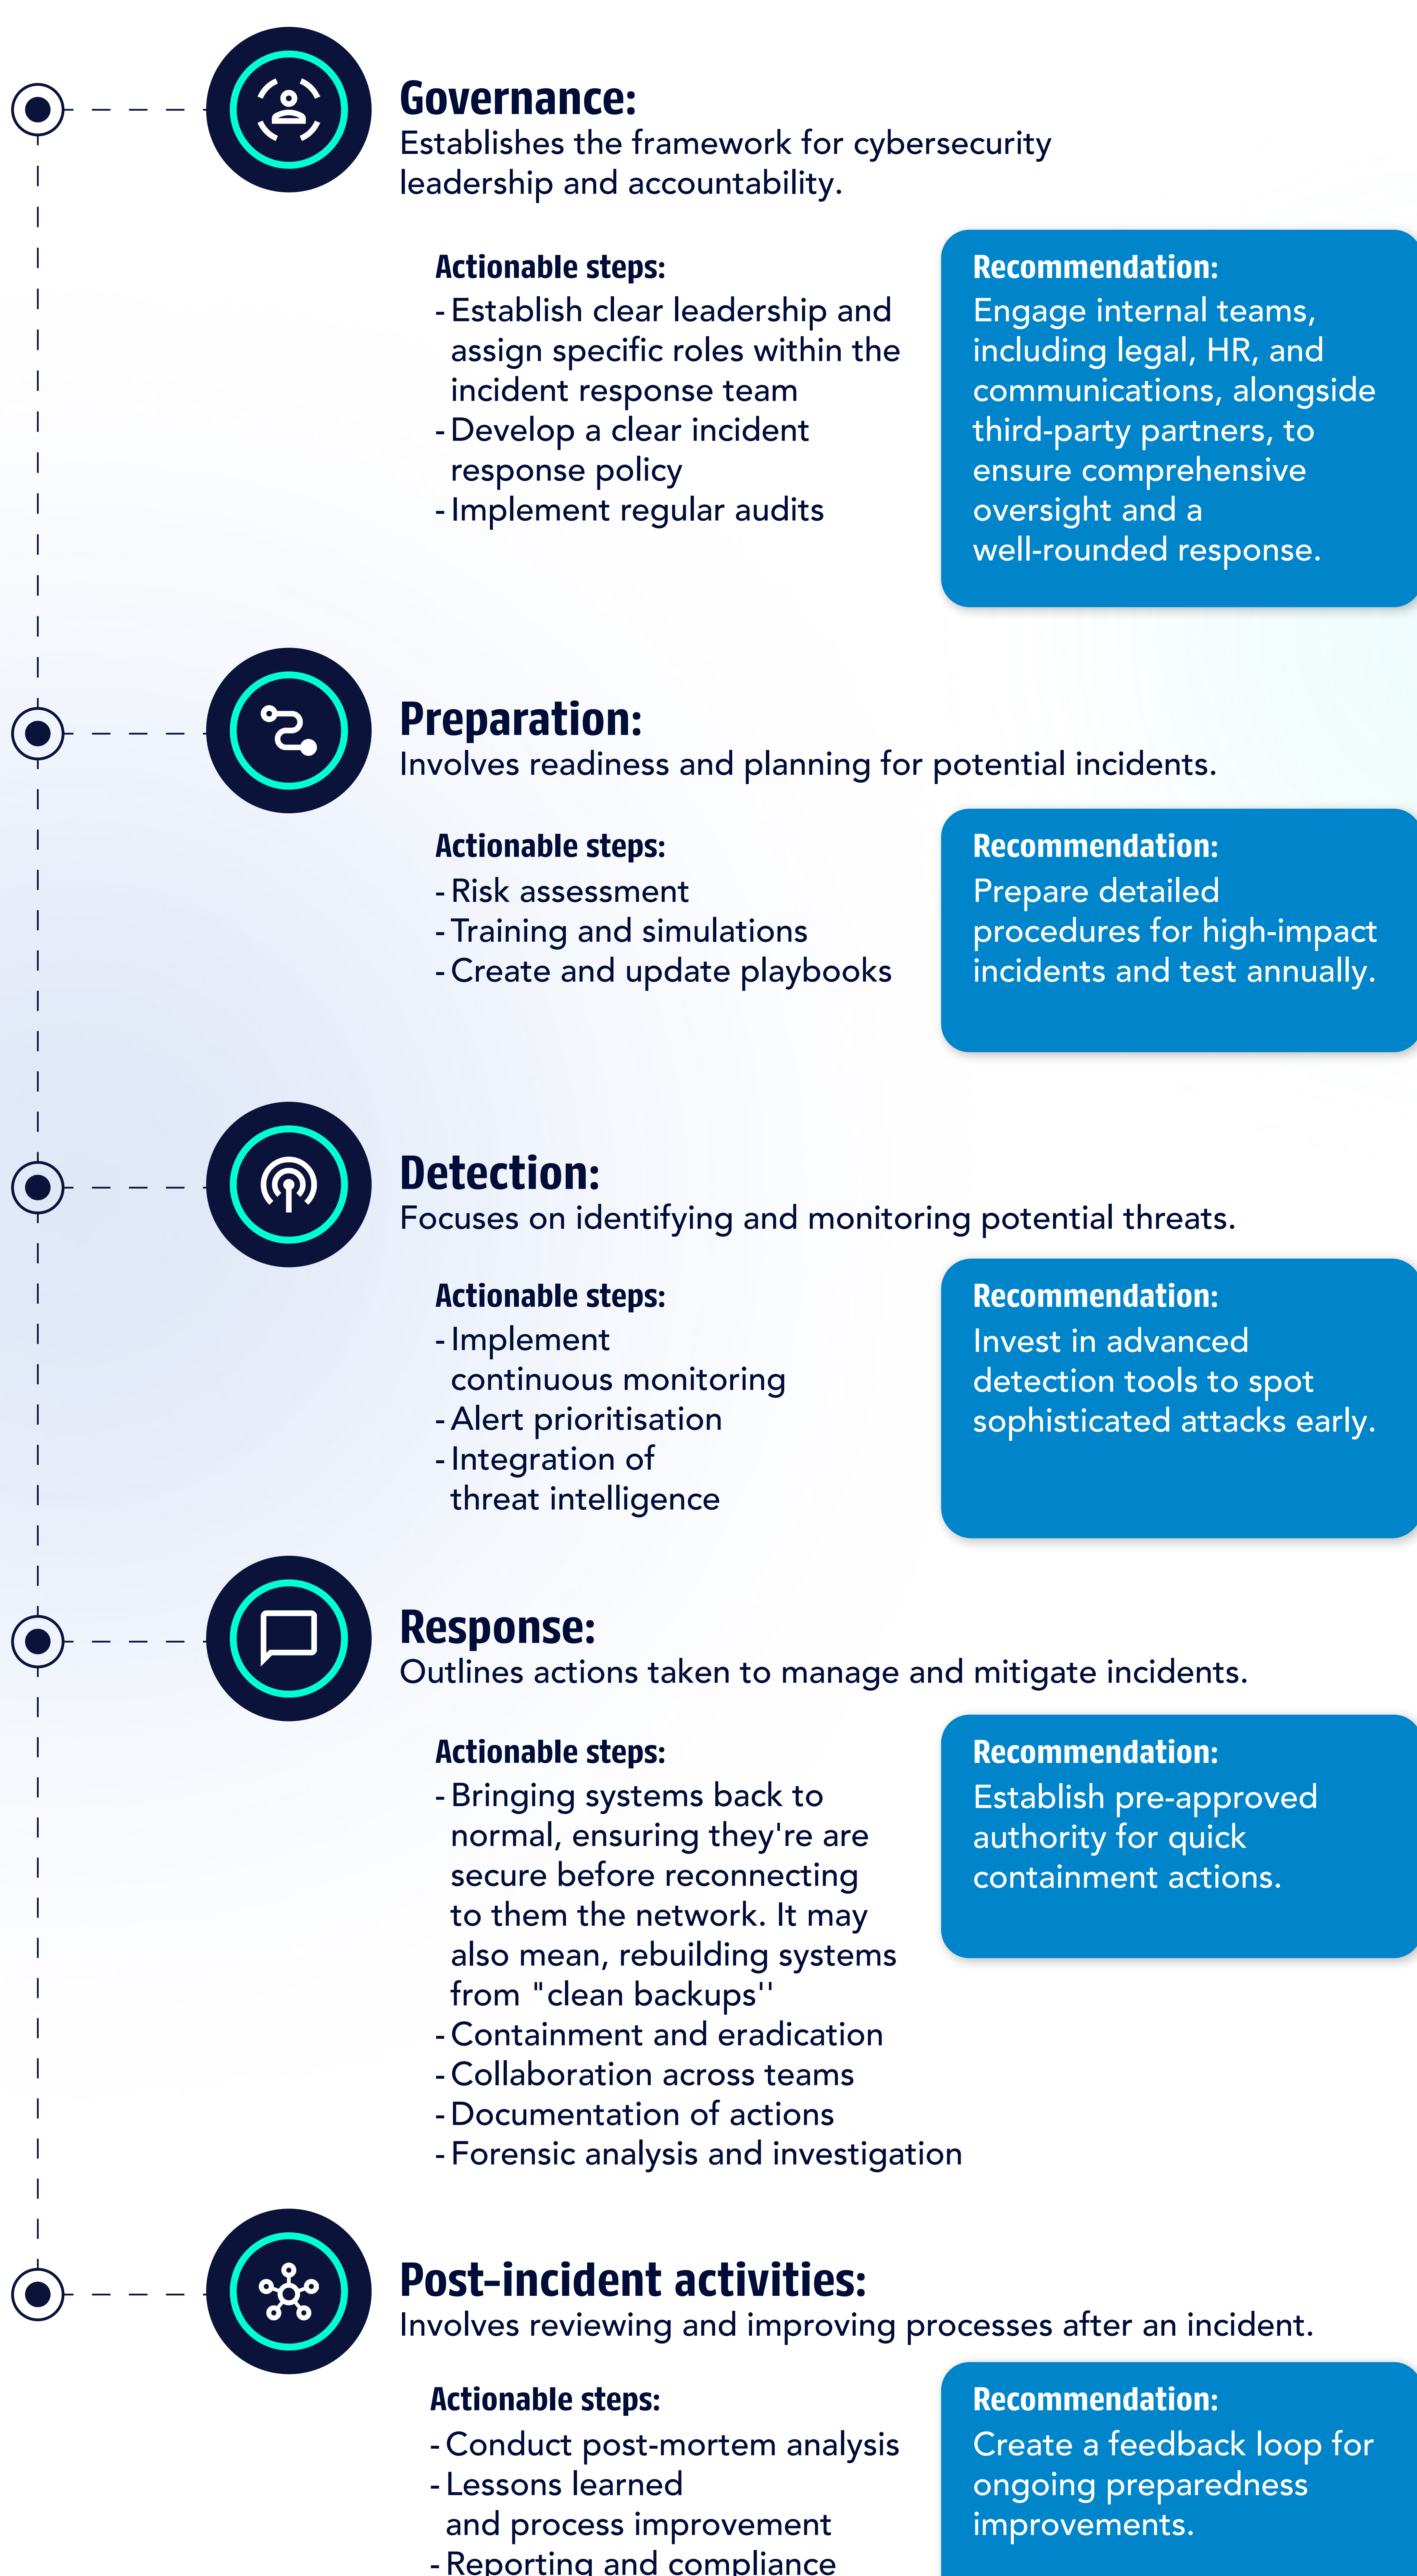 Governance:
Establishes the framework for cybersecurity
leadership and accountability.
Actionable steps:
- Establish clear leadership and
assign specific roles within the
incident response team
- Develop a clear incident
response policy
- Implement regular audits
Recommendation:
Engage internal teams,
including legal, HR, and
communications, alongside
third-party partners, to
ensure comprehensive
oversight and a
well-rounded response.
Preparation:
Involves readiness and planning for potential incidents.
Actionable steps:
- Risk assessment
- Training and simulations
- Create and update playbooks
Recommendation:
Prepare detailed
procedures for high-impact
incidents and test annually.
Detection:
Focuses on identifying and monitoring potential threats.
Actionable steps:
- Implement
continuous monitoring
- Alert prioritisation
- Integration of
threat intelligence
Recommendation:
Invest in advanced
detection tools to spot
sophisticated attacks early.
Response:
Outlines actions taken to manage and mitigate incidents.
Actionable steps:
- Bringing systems back to
normal, ensuring they're are
secure before reconnecting
to them the network. It may
also mean, rebuilding systems
from "clean backups''
- Containment and eradication
- Collaboration across teams
- Documentation of actions
- Forensic analysis and investigation
Recommendation:
Establish pre-approved
authority for quick
containment actions.
Post-incident activities:
Involves reviewing and improving processes after an incident.
Actionable steps:
- Conduct post-mortem analysis
- Lessons learned
and process improvement
- Reporting and compliance
Recommendation:
Create a feedback loop for
ongoing preparedness
improvements.